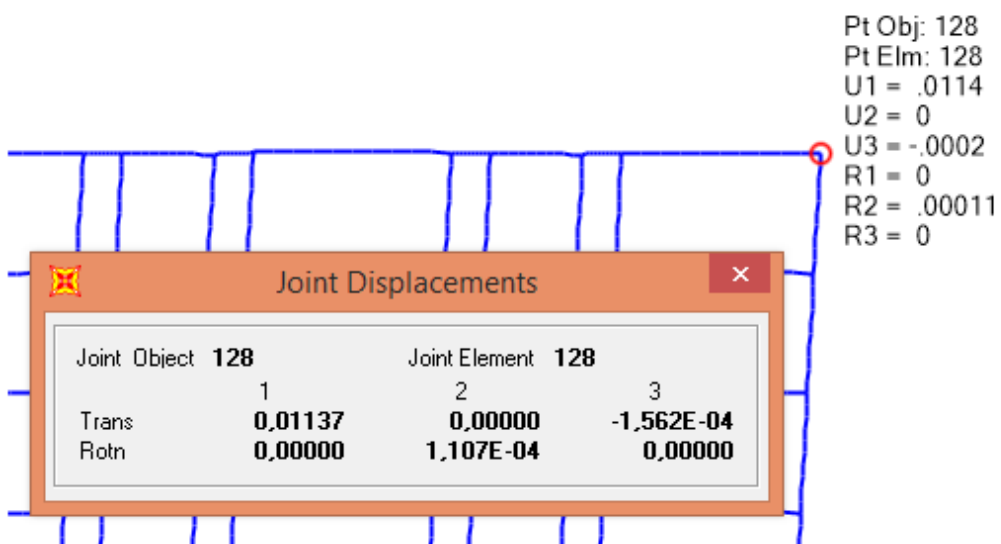 Pt Obj: 128
Pt Elm: 128
U1 = .0114
U2 = 0
U3 = -.0002
R1 = 0
R2 = .00011
R3 = 0
Joint Displacements
Joint Object 128 Joint Element 128
1 2 3
Trans 0,01137 0,00000 -1,562E-04
Rotn 0,00000 1,107E-04 0,00000